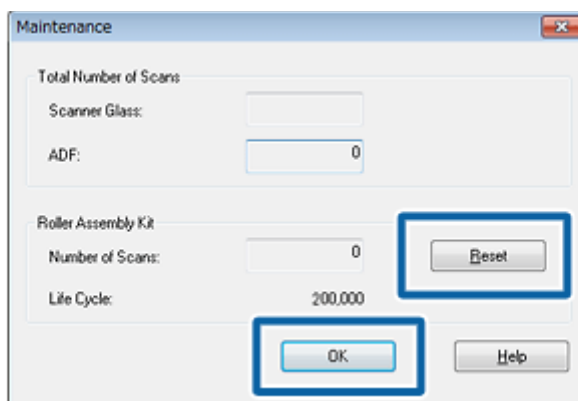 Maintenance
Total Number of Scans
Scanner Glass:
ADF: 0
Roller Assembly Kit
Number of Scans: 0 Reset
Life Cycle: 200,000
OK Help